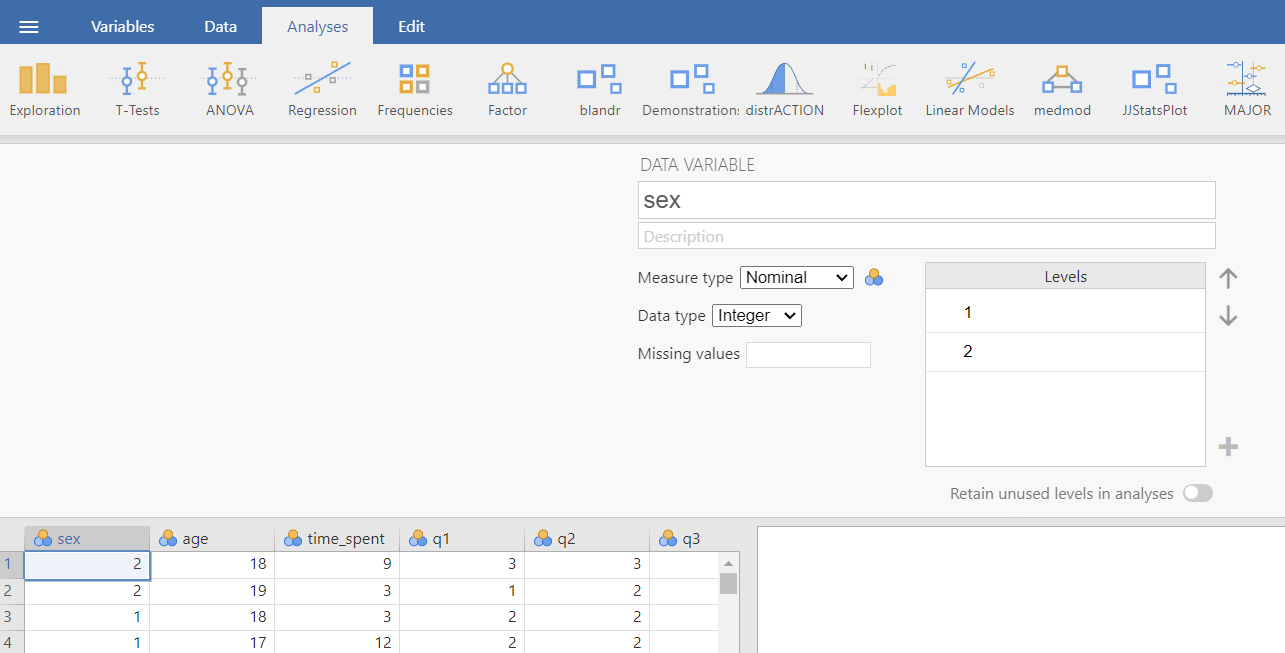 Variables Data Analyses Edit
Exploration T-Tests ANOVA Regression Frequencies Factor blandr Demonstrations distrACTION Flexplot Linear Models medmod JJStatsPlot MAJOR
DATA VARIABLE
sex
Description
Measure type Nominal
Levels
1
Data type Integer
2
Missing values
Retain unused levels in analyses
sex age time_spent q1 q2 q3
1 2 18 9 3 3
2 2 19 3 1 2
3 1 18 3 2 2
4 1 17 12 2 2